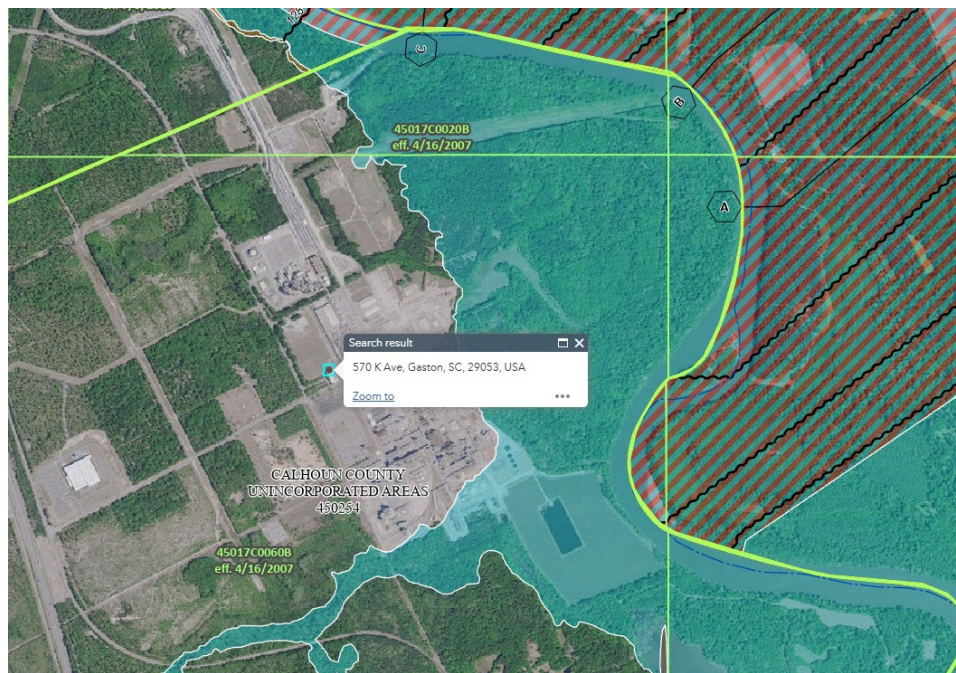 126
C
B
45017C0020B
eff. 4/16/2007
A
Search result
570 K Ave, Gaston, SC, 29053, USA
Zoom to
CALHOUN COUNTY
UNINCORPORATED AREAS
450254
45017C0060B
eff. 4/16/2007